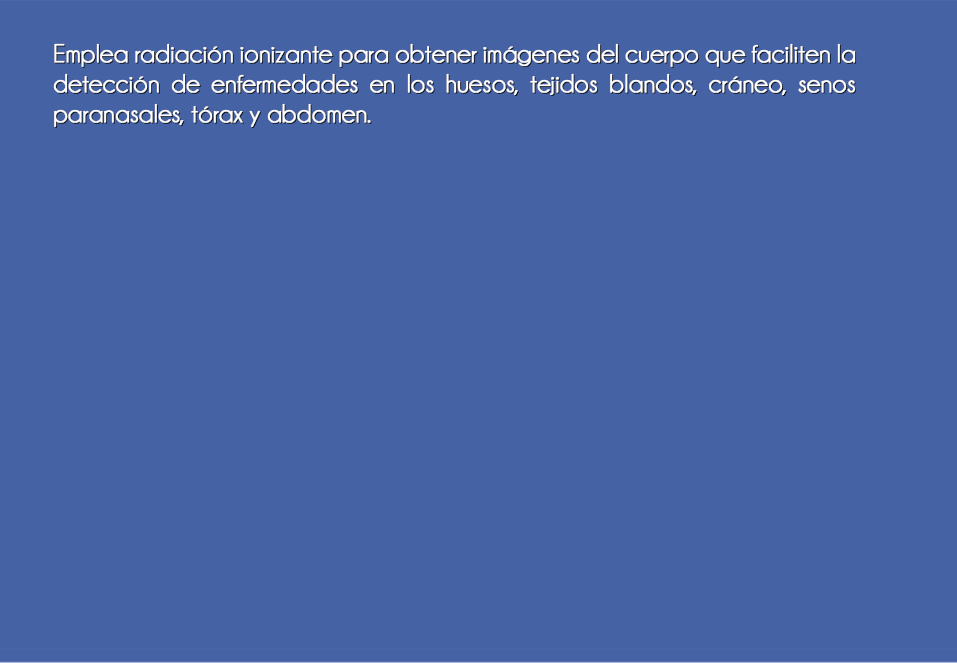 Emplea radiación ionizante para obtener imágenes del cuerpo que faciliten la
detección de enfermedades en los huesos, tejidos blandos, cráneo, senos
paranasales, tórax y abdomen.